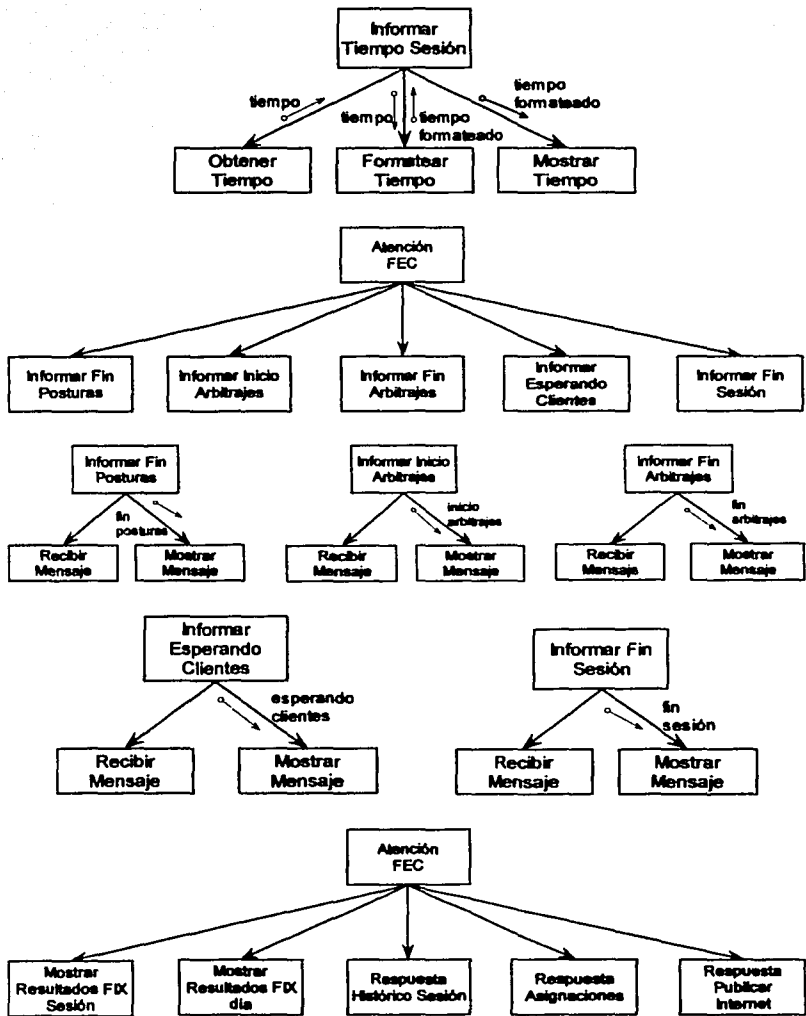 Informar
Tiempo Sesión
tiempo
tiempo
tiempo
formateado
tiempo
formateado
Obtener
Tiempo
Formatear
Tiempo
Mostrar
Tiempo
Atención
FEC
Informar Fin
Posturas
Informar Inicio
Arbitrajes
Informar Fin
Arbitrajes
Informar
Esperando
Clientes
Informar Fin
Sesión
Informar Fin
Posturas
fin
posturas
Recibir
Mensaje
Mostrar
Mensaje
Informar Inicio
Arbitrajes
inicio
arbitrajes
Recibir
Mensaje
Mostrar
Mensaje
Informar Fin
Arbitrajes
fin
arbitrajes
Recibir
Mensaje
Mostrar
Mensaje
Informar
Esperando
Clientes
esperando
clientes
Recibir
Mensaje
Mostrar
Mensaje
Informar Fin
Sesión
fin
sesión
Recibir
Mensaje
Mostrar
Mensaje
Atención
FEC
Mostrar
Resultados FIX
Sesión
Mostrar
Resultados FIX
día
Respuesta
Histórico Sesión
Respuesta
Asignaciones
Respuesta
Publicar
Internet